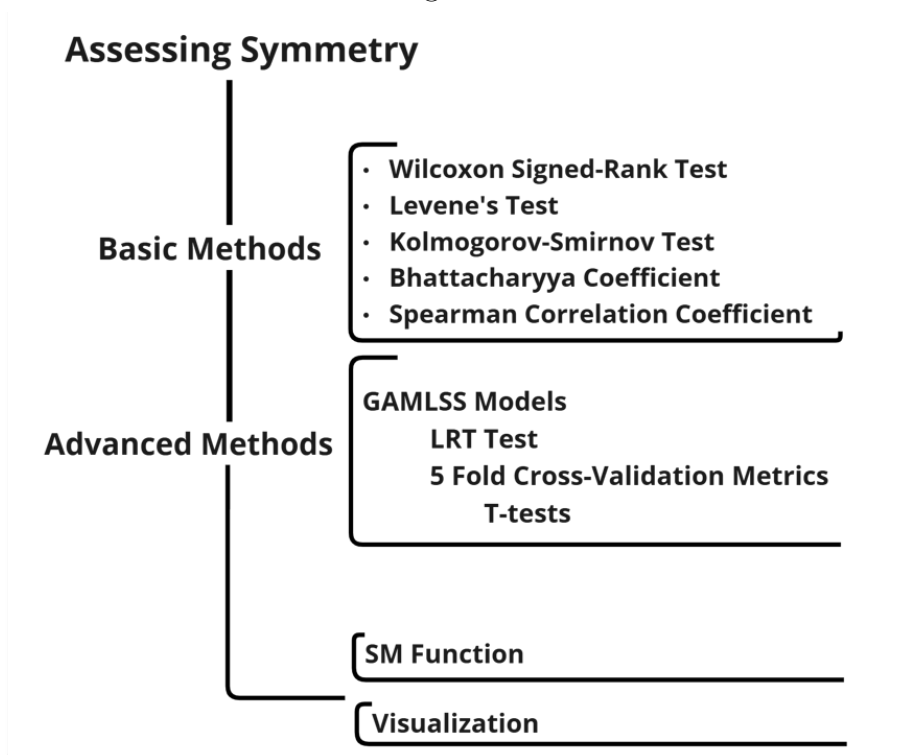 Assessing Symmetry
Basic Methods
· Wilcoxon Signed-Rank Test
· Levene's Test
· Kolmogorov-Smirnov Test
· Bhattacharyya Coefficient
· Spearman Correlation Coefficient
Advanced Methods
GAMLSS Models
LRT Test
5 Fold Cross-Validation Metrics
T-tests
SM Function
Visualization